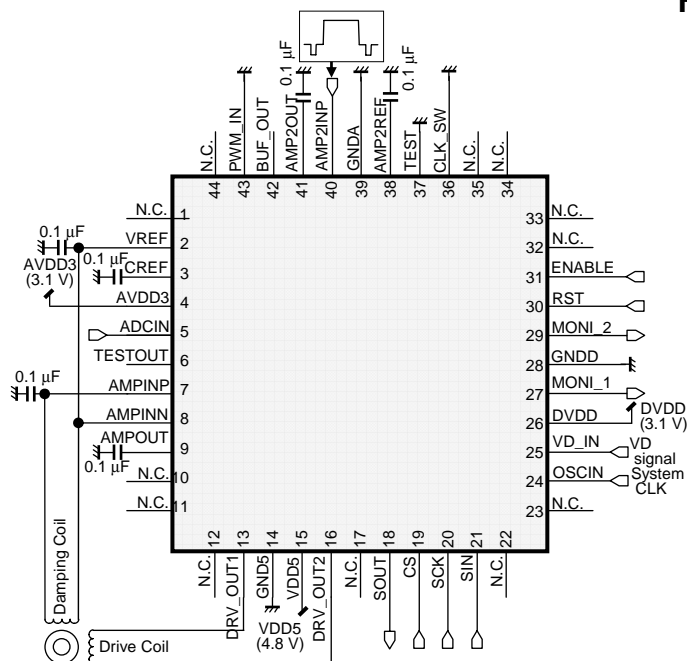 0.1 µF
0.1 µF
N.C.
PWM_IN
BUF_OUT
AMP2OUT
AMP2INP
GNDA
AMP2REF
TEST
CLK_SW
N.C.
N.C.
44
43
42
41
40
39
38
37
36
35
34
N.C. 1
0.1 µF
VREF 2
0.1 µF
CREF 3
AVDD3
(3.1 V)
AVDD3 4
ADCIN 5
TESTOUT 6
0.1 µF
AMPINP 7
AMPINN 8
AMPOUT 9
0.1 µF
N.C. 10
N.C. 11
33 N.C.
32 N.C.
31 ENABLE
30 RST
29 MONI_2
28 GNDD
27 MONI_1
26 DVDD
DVDD
(3.1 V)
25 VD_IN
VD
signal
24 OSCIN
System
CLK
23 N.C.
12
13
14
15
16
17
18
19
20
21
22
N.C.
DRV_OUT1
GND5
VDD5
DRV_OUT2
N.C.
SOUT
CS
SCK
SIN
N.C.
VDD5
(4.8 V)
Damping Coil
Drive Coil